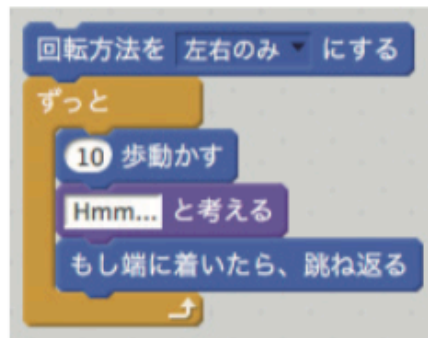 回転方法を 左右のみ にする
ずっと
10 歩動かす
Hmm... と考える
もし端に着いたら、跳ね返る